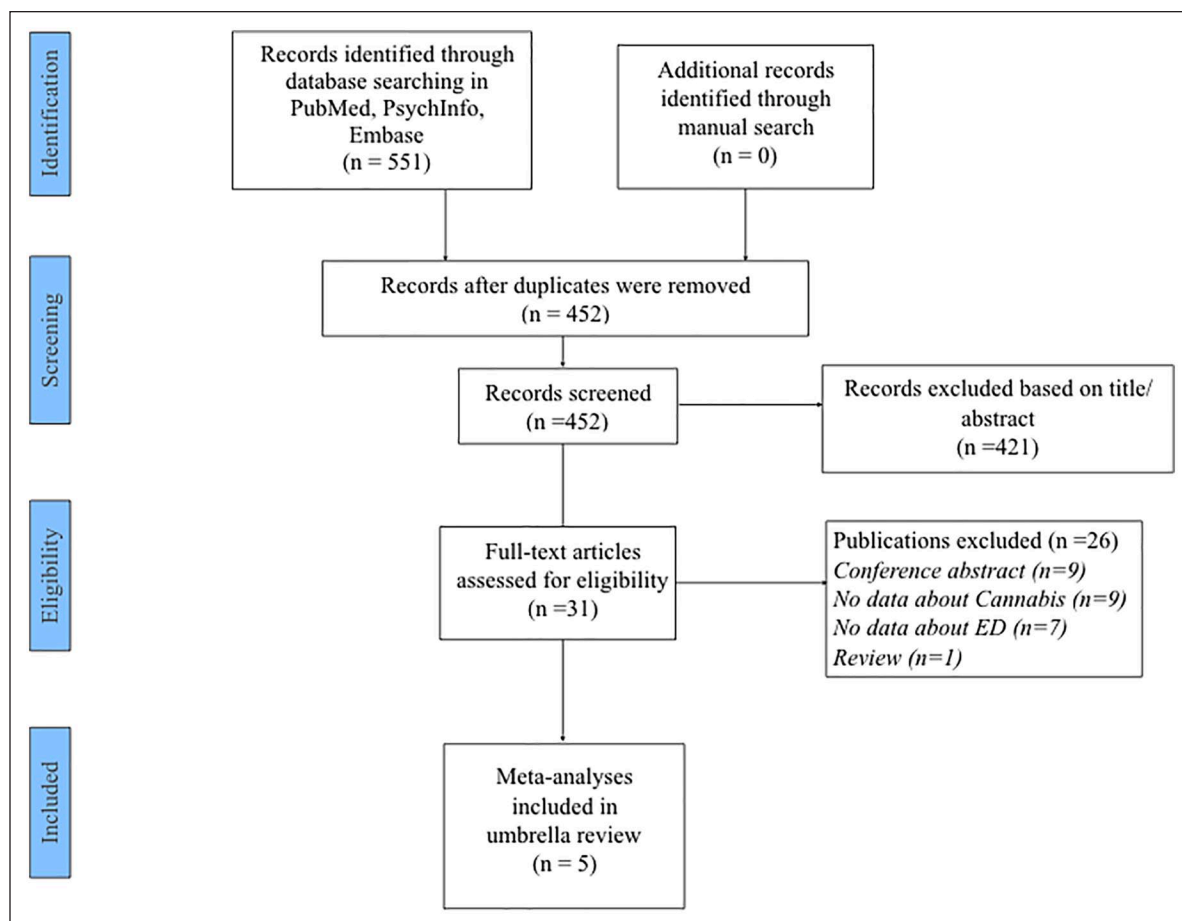 Identification
Records identified through
database searching in
PubMed, PsychInfo,
Embase
(n = 551)
Additional records
identified through
manual search
(n = 0)
Screening
Records after duplicates were removed
(n = 452)
Records screened
(n =452)
Records excluded based on title/
abstract
(n =421)
Eligibility
Full-text articles
assessed for eligibility
(n =31)
Publications excluded (n =26)
Conference abstract (n=9)
No data about Cannabis (n=9)
No data about ED (n=7)
Review (n=1)
Included
Meta-analyses
included in
umbrella review
(n = 5)